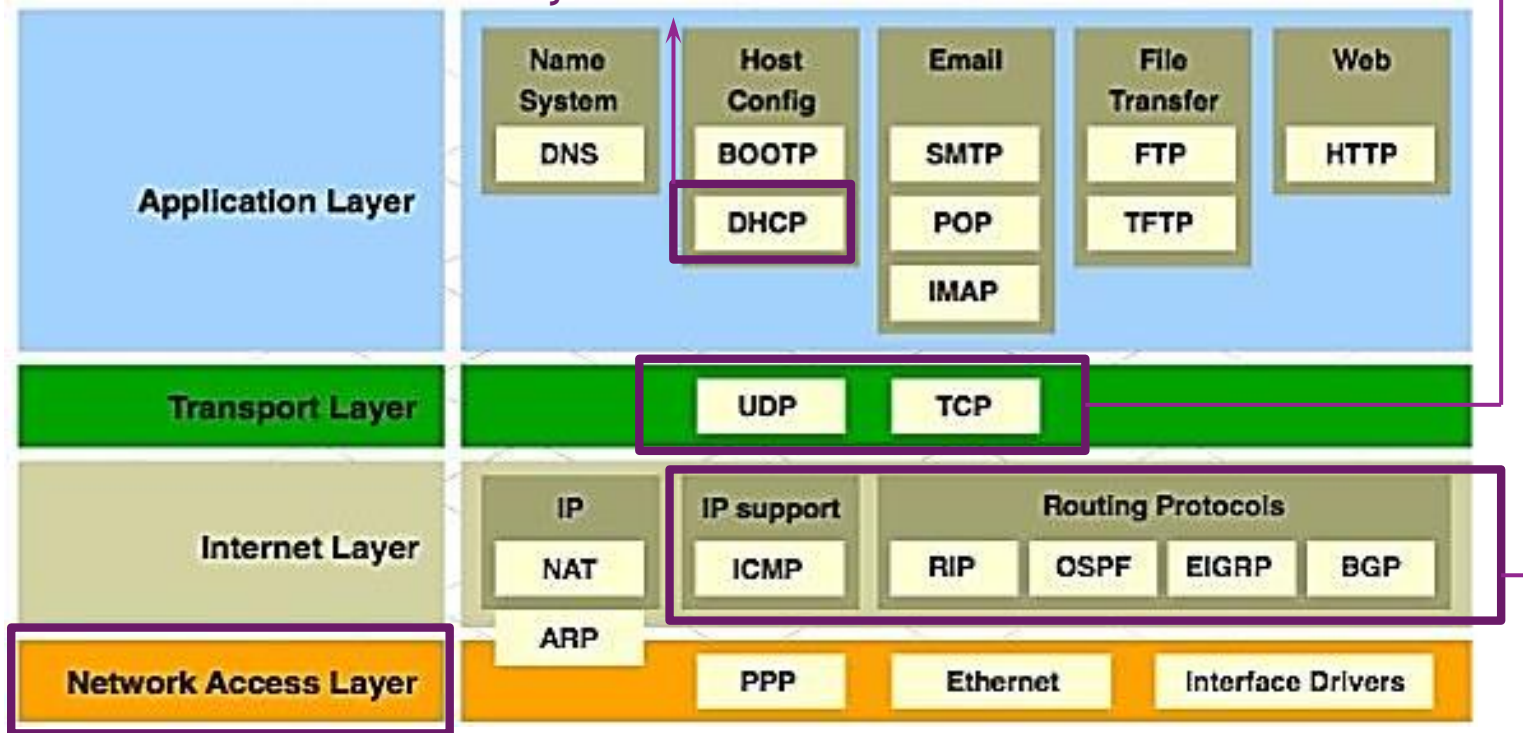 Application Layer
Name
System
DNS
Host
Config
BOOTP
DHCP
Email
SMTP
POP
IMAP
File
Transfer
FTP
TFTP
Web
HTTP
Transport Layer
UDP
TCP
Internet Layer
IP
NAT
ARP
IP support
ICMP
Routing Protocols
RIP
OSPF
EIGRP
BGP
Network Access Layer
PPP
Ethernet
Interface Drivers